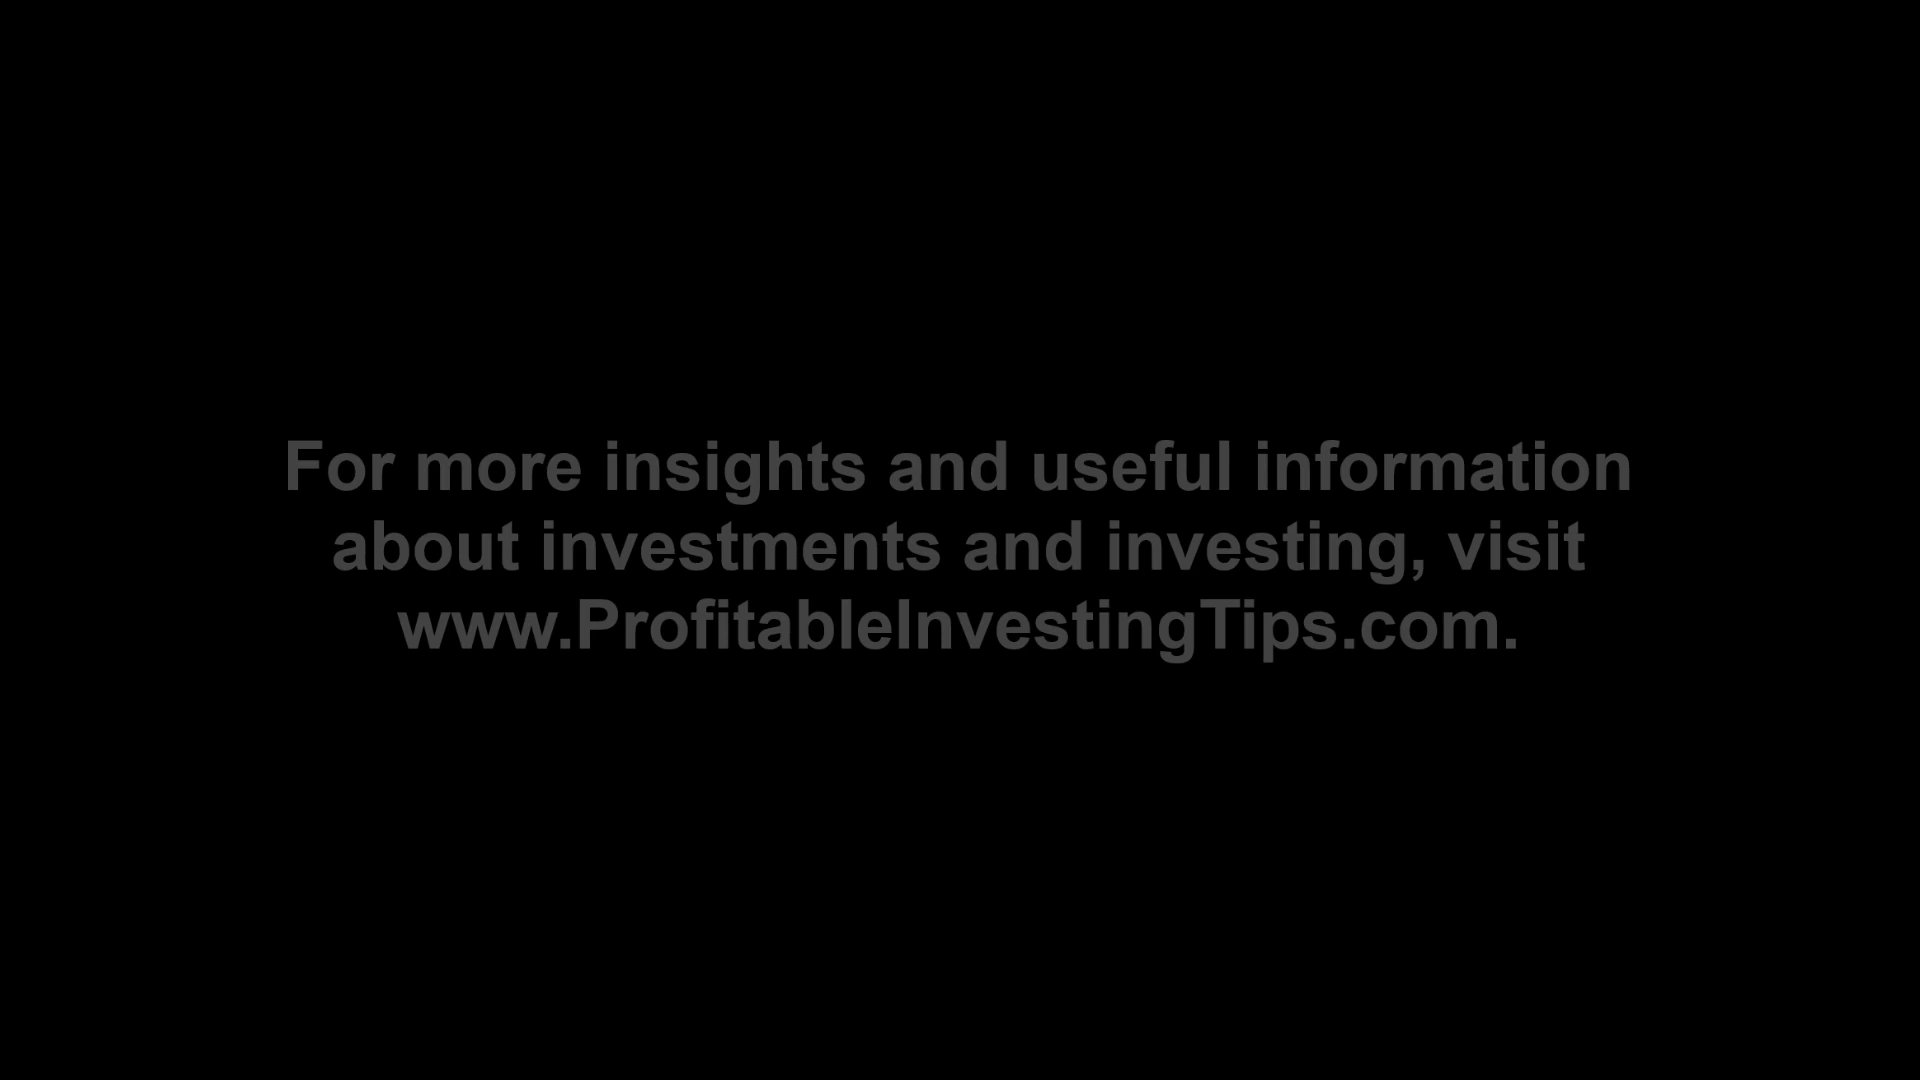 For more insights and useful information
about investments and investing, visit
www.ProfitableInvestingTips.com.